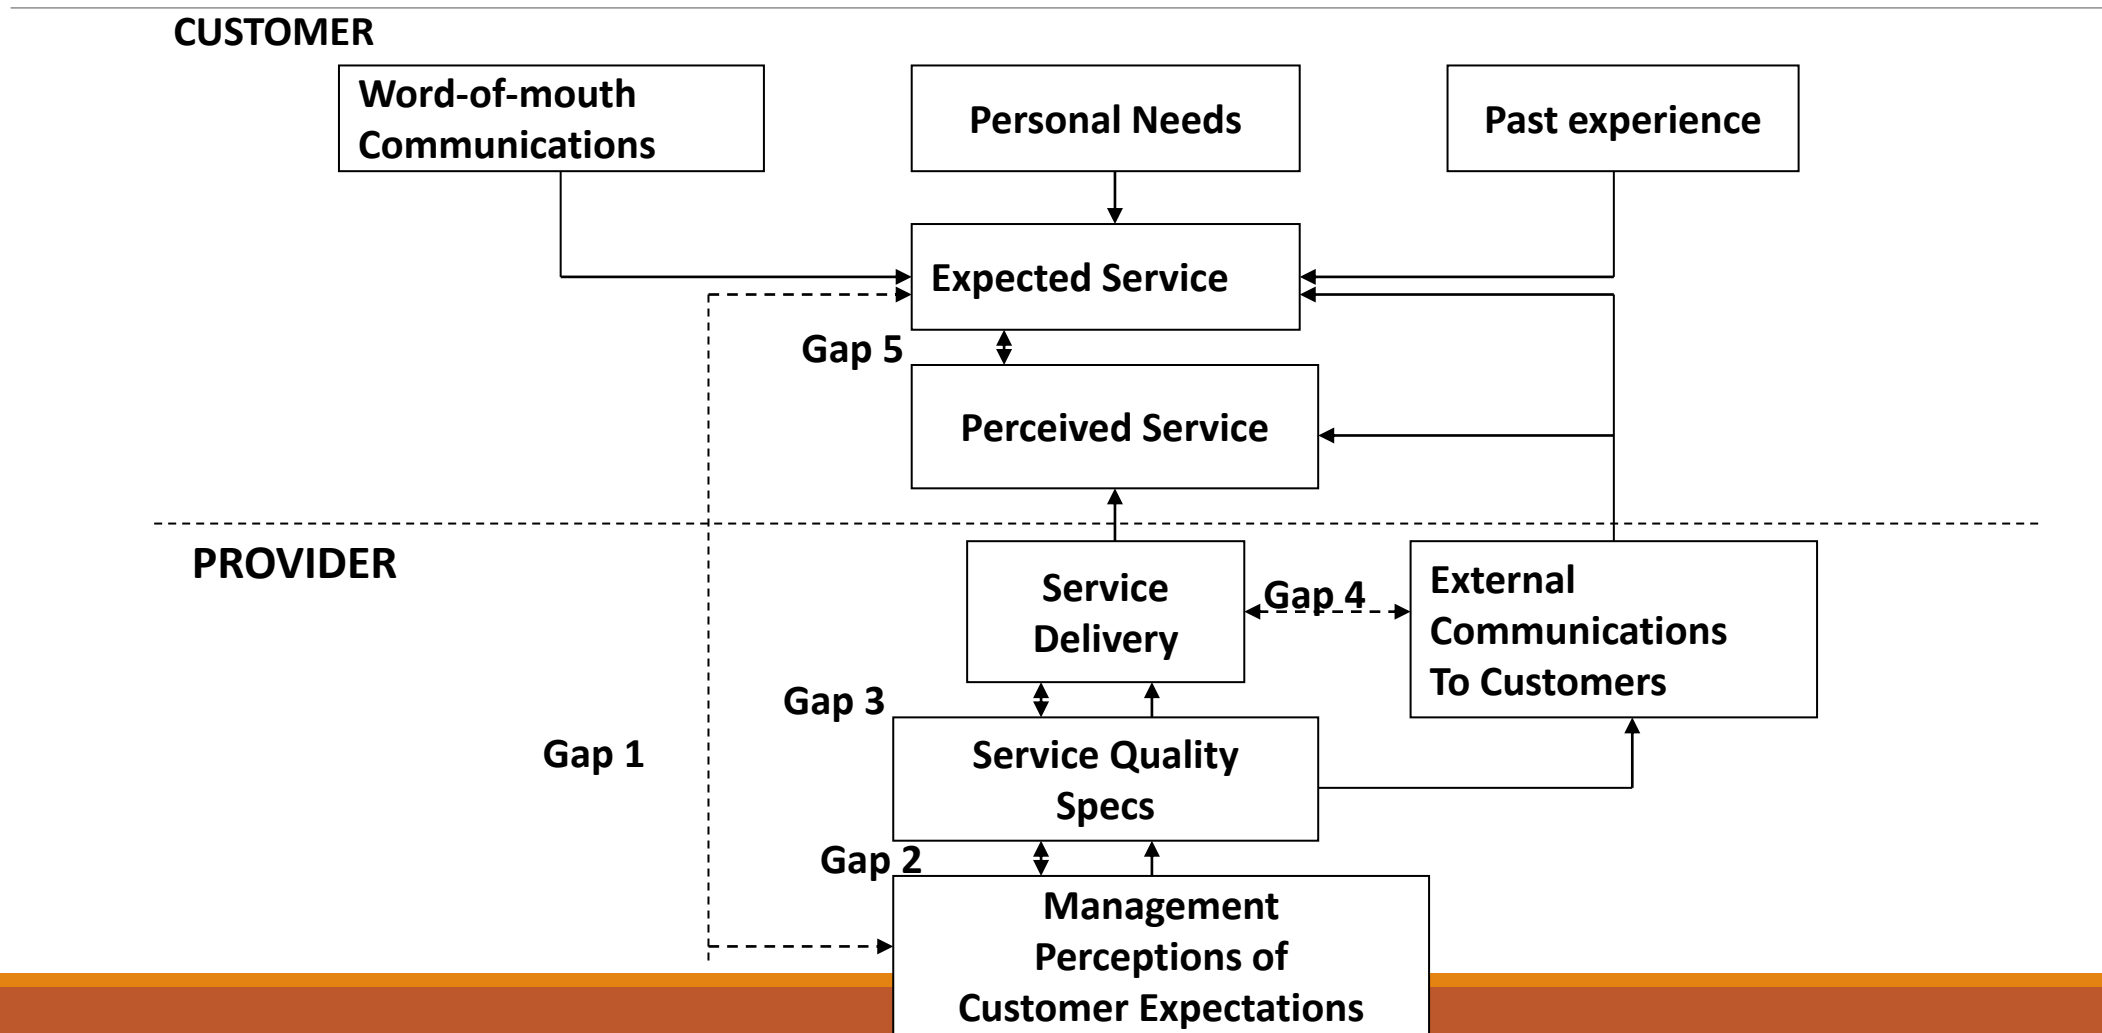 CUSTOMER
Word-of-mouth
Communications
Personal Needs
Past experience
Expected Service
Gap 5
Perceived Service
PROVIDER
Service
Delivery
Gap 4
External
Communications
To Customers
Gap 3
Gap 1
Service Quality
Specs
Gap 2
Management
Perceptions of
Customer Expectations